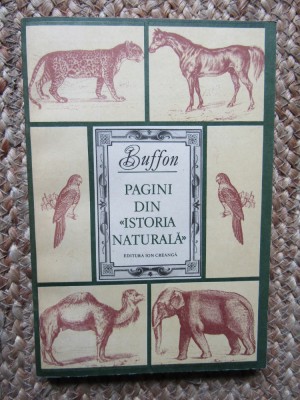 Buffon
PAGINI
DIN
«ISTORIA
NATURALĂ»
EDITURA ION CREANGĂ